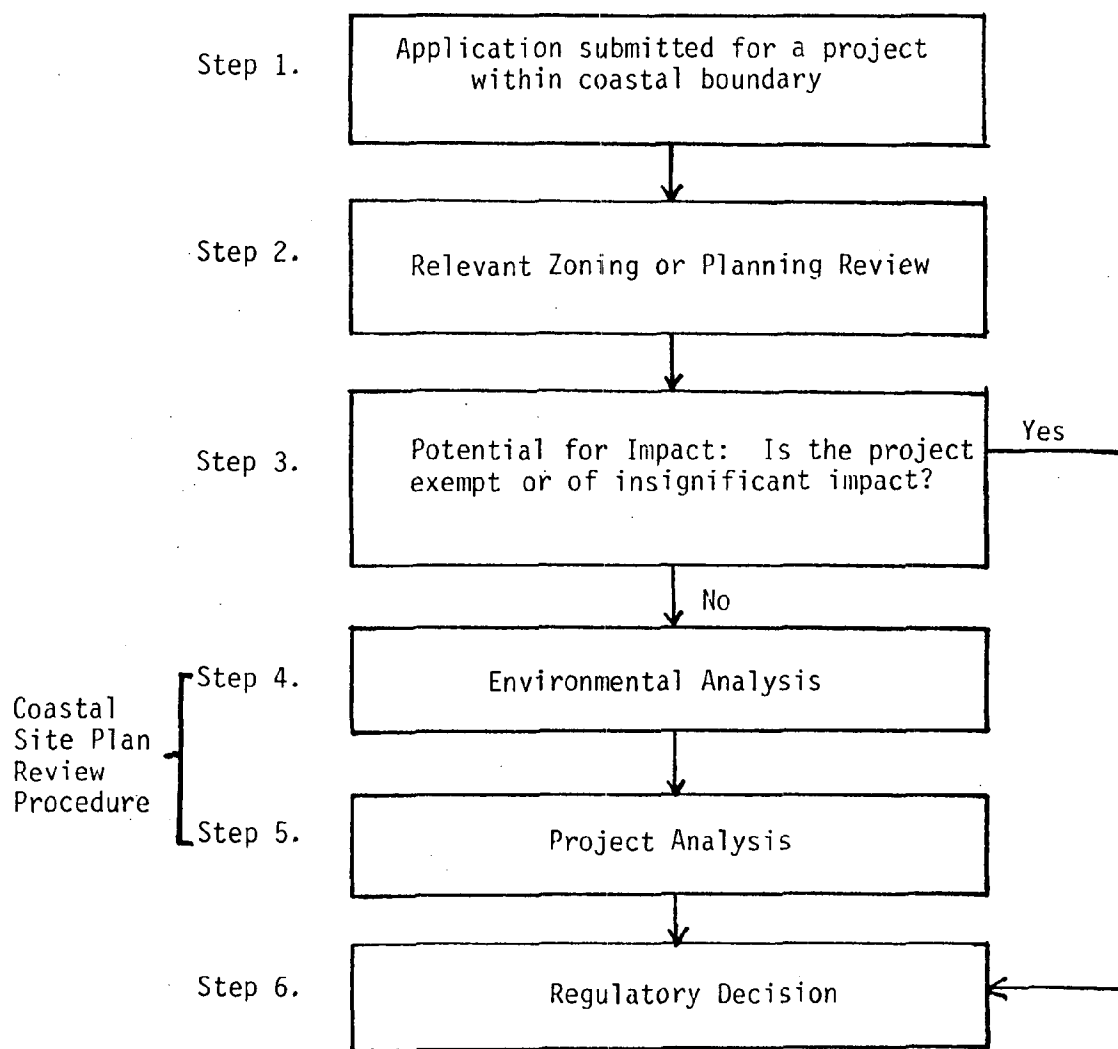 Step 1.
Application submitted for a project
within coastal boundary
Step 2.
Relevant Zoning or Planning Review
Step 3.
Potential for Impact: Is the project
exempt or of insignificant impact?
Yes
No
Coastal
Site Plan
Review
Procedure
Step 4.
Environmental Analysis
Step 5.
Project Analysis
Step 6.
Regulatory Decision